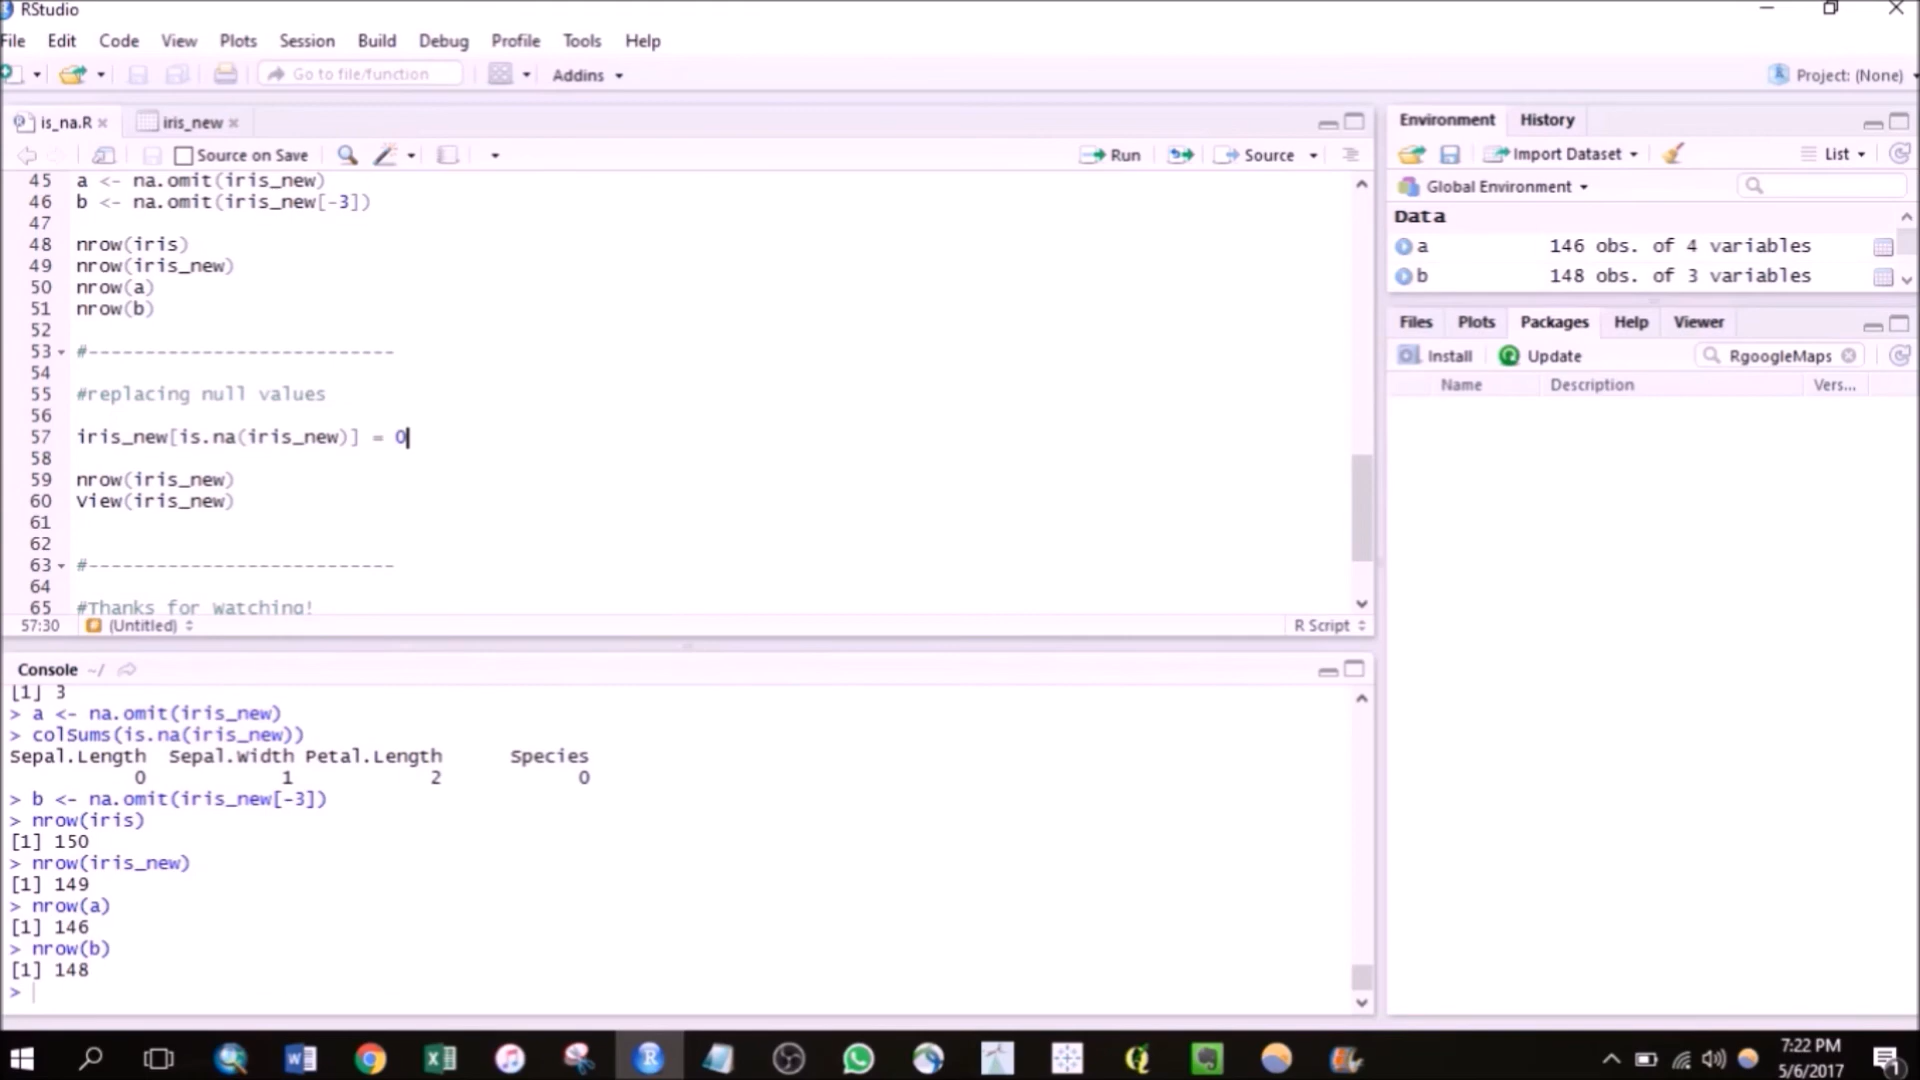 RStudio
File Edit Code View Plots Session Build Debug Profile Tools Help
Go to file/function Addins Project: (None)
is_na.R iris_new
Source on Save Run Source
45 a <- na.omit(iris_new)
46 b <- na.omit(iris_new[-3])
47
48 nrow(iris)
49 nrow(iris_new)
50 nrow(a)
51 nrow(b)
52
53 #---------------------------
54
55 #replacing null values
56
57 iris_new[is.na(iris_new)] = 0
58
59 nrow(iris_new)
60 View(iris_new)
61
62
63 #---------------------------
64
65 #Thanks for Watching!
57:30 (Untitled) R Script
Console ~/
[1] 3
> a <- na.omit(iris_new)
> colSums(is.na(iris_new))
Sepal.Length Sepal.Width Petal.Length Species
0 1 2 0
> b <- na.omit(iris_new[-3])
> nrow(iris)
[1] 150
> nrow(iris_new)
[1] 149
> nrow(a)
[1] 146
> nrow(b)
[1] 148
>
Environment History
Import Dataset List
Global Environment
Data
a 146 obs. of 4 variables
b 148 obs. of 3 variables
Files Plots Packages Help Viewer
Install Update RgoogleMaps
Name Description Vers...
7:22 PM
5/6/2017
1